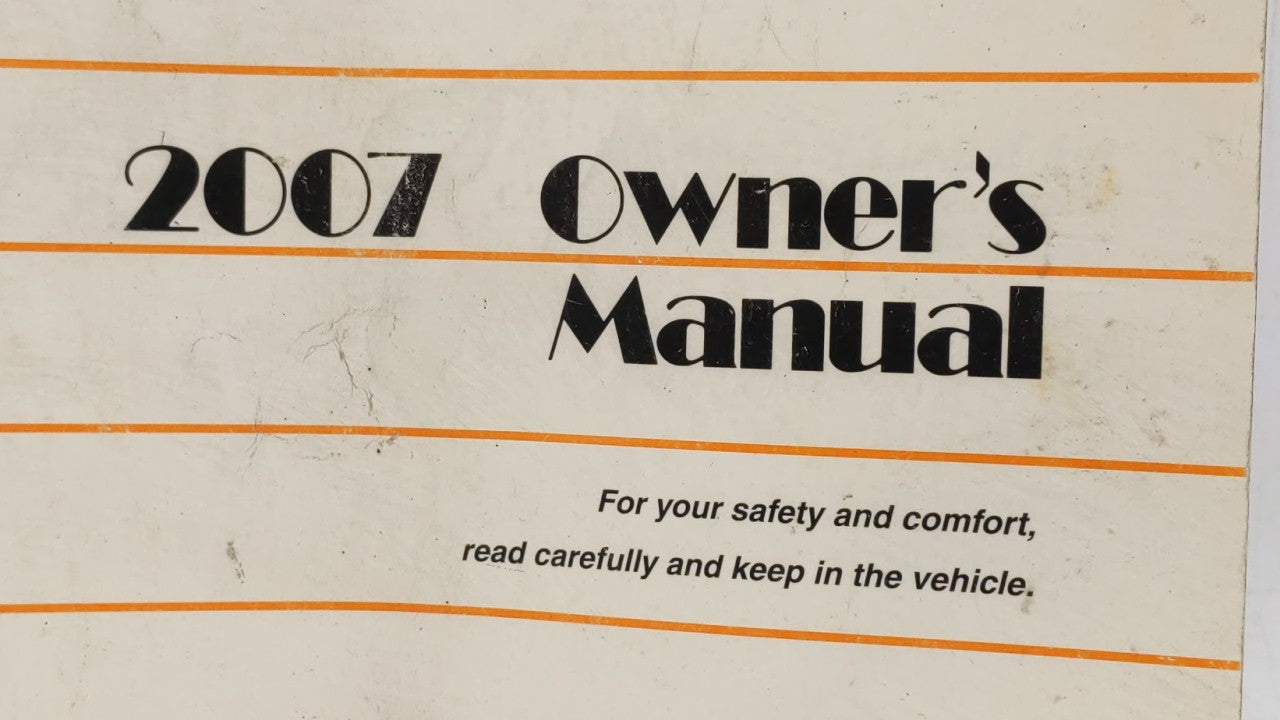 2007 Owner's
Manual
For your safety and comfort,
read carefully and keep in the vehicle.